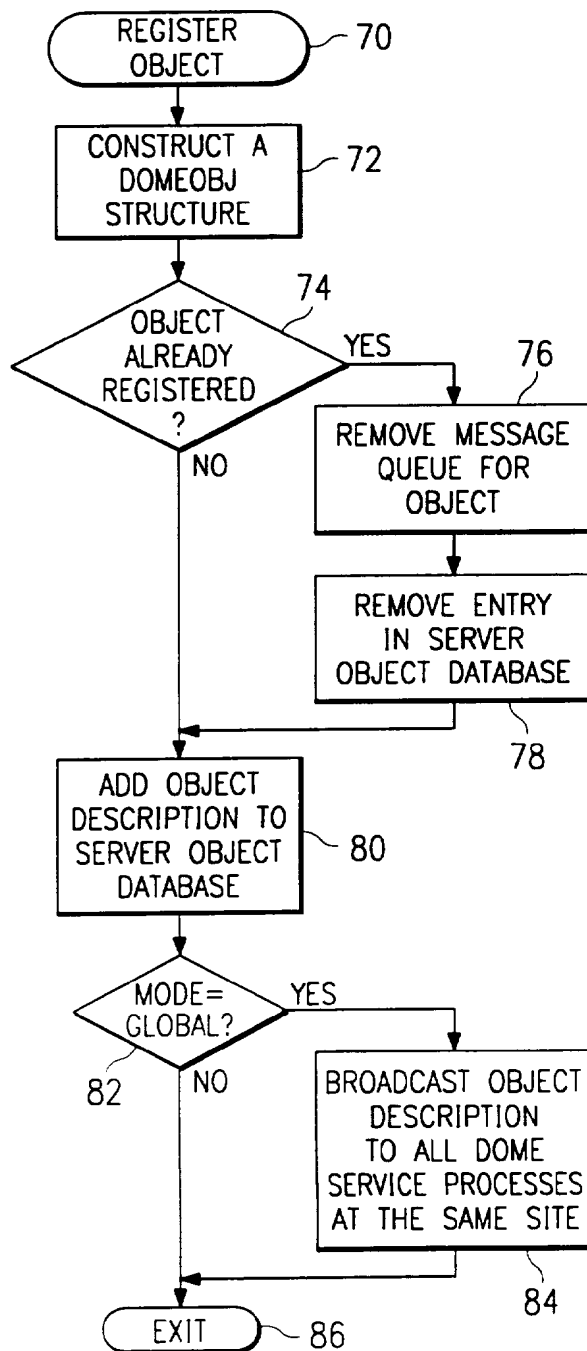 REGISTER
OBJECT
70
CONSTRUCT A
DOMEOBJ
STRUCTURE
72
OBJECT
ALREADY
REGISTERED
?
74
YES
NO
76
REMOVE MESSAGE
QUEUE FOR
OBJECT
REMOVE ENTRY
IN SERVER
OBJECT DATABASE
78
ADD OBJECT
DESCRIPTION TO
SERVER OBJECT
DATABASE
80
MODE=
GLOBAL?
82
YES
NO
BROADCAST OBJECT
DESCRIPTION
TO ALL DOME
SERVICE PROCESSES
AT THE SAME SITE
84
EXIT
86